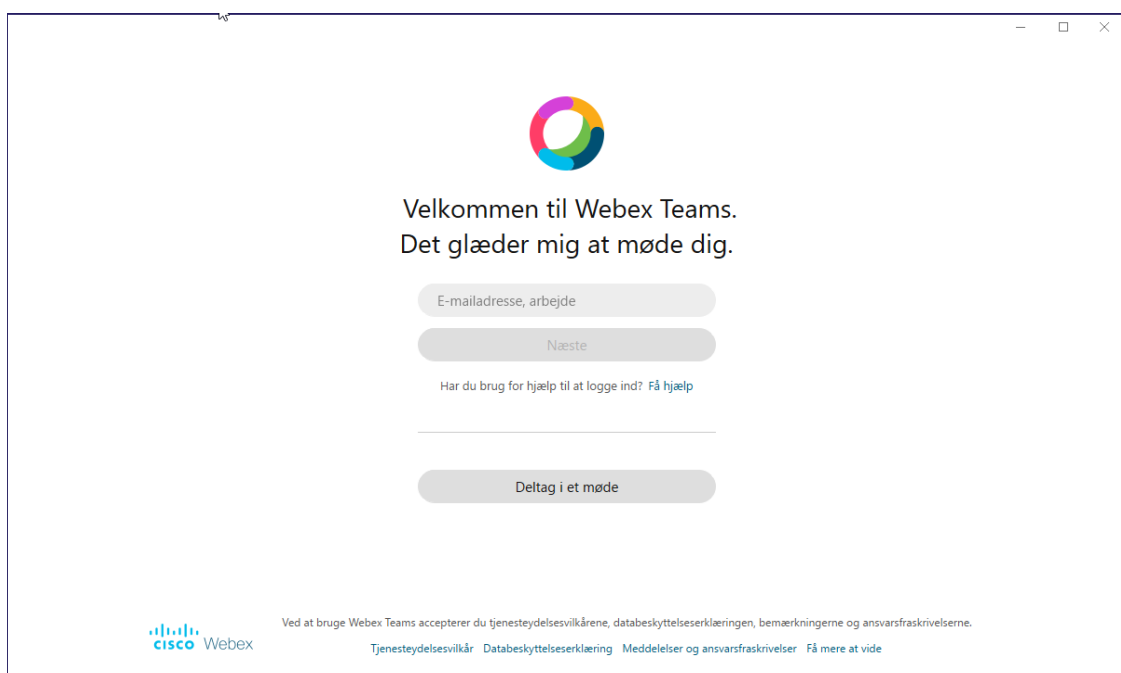 Velkommen til Webex Teams.
Det glæder mig at møde dig.
E-mailadresse, arbejde
Næste
Har du brug for hjælp til at logge ind? Få hjælp
Deltag i et møde
Ved at bruge Webex Teams accepterer du tjenesteydelsesvilkårene, databeskyttelseserklæringen, bemærkningerne og ansvarsfraskrivelserne.
cisco Webex
Tjenesteydelsesvilkår Databeskyttelseserklæring Meddelelser og ansvarsfraskrivelser Få mere at vide